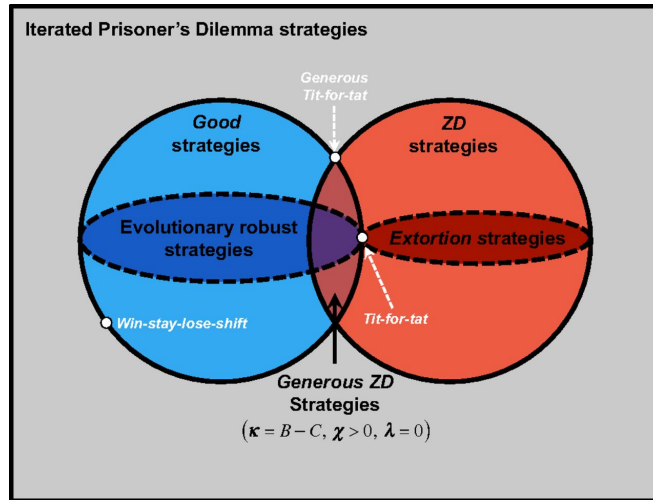 Iterated Prisoner's Dilemma strategies
Generous
Tit-for-tat
Good
strategies
ZD
strategies
Evolutionary robust
strategies
Extortion strategies
Win-stay-lose-shift
Tit-for-tat
Generous ZD
Strategies
(κ = B − C, χ > 0, λ = 0)